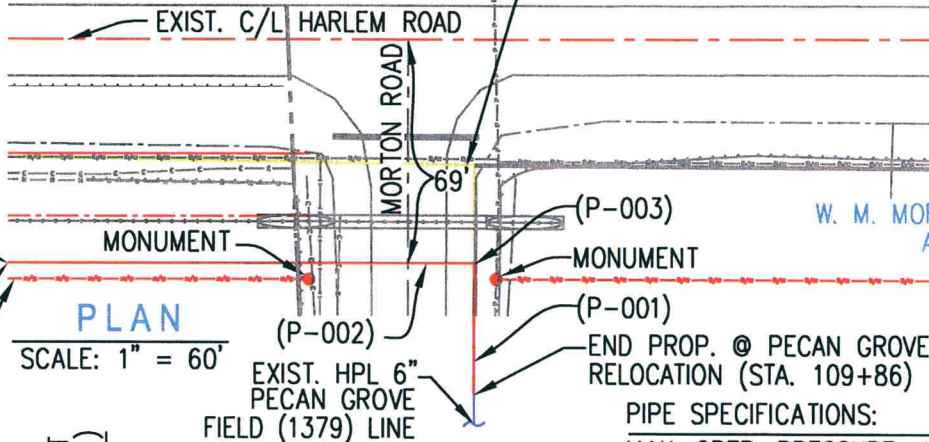 EXIST. C/L HARLEM ROAD
MORTON ROAD
69'
(P-003)
W. M. MOR
MONUMENT
MONUMENT
PLAN
SCALE: 1" = 60'
(P-002)
(P-001)
END PROP. @ PECAN GROVE
RELOCATION (STA. 109+86)
EXIST. HPL 6"
PECAN GROVE
FIELD (1379) LINE
PIPE SPECIFICATIONS: